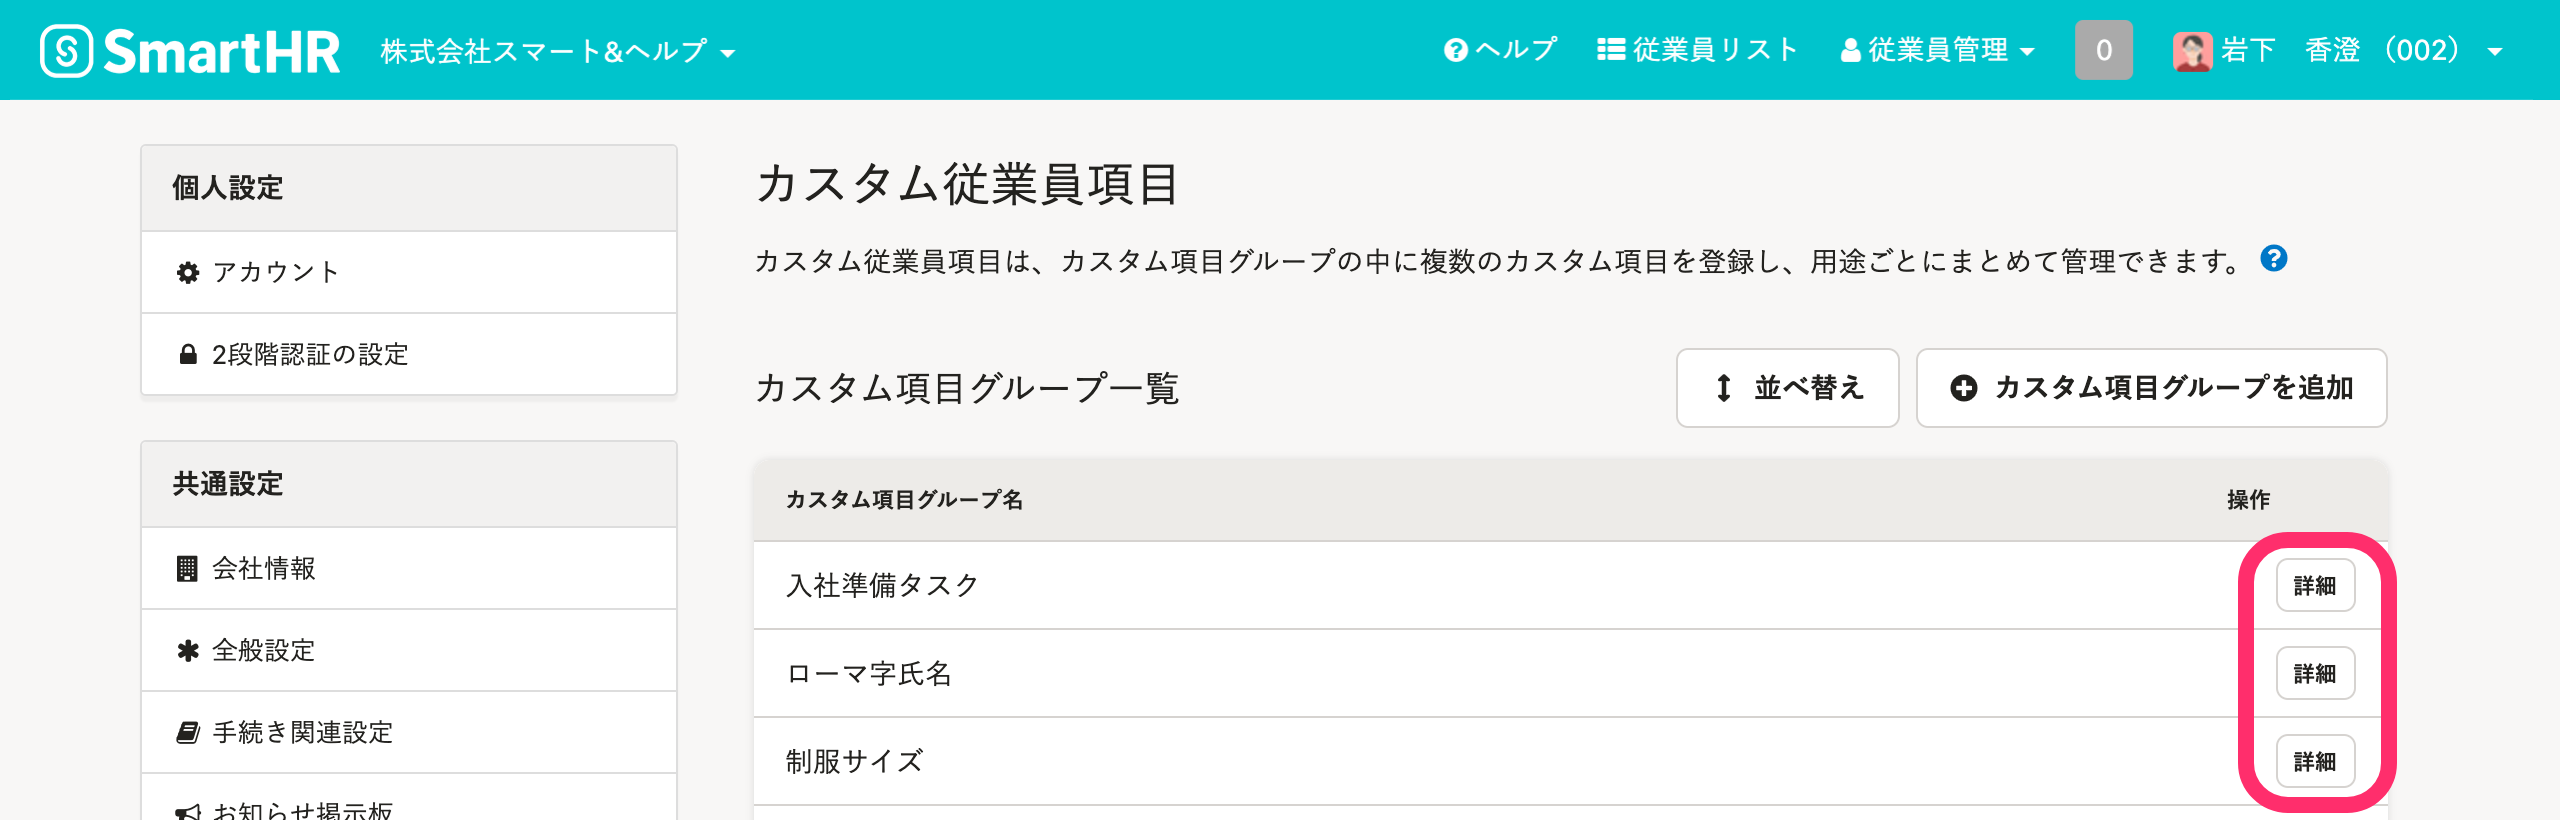 SmartHR 株式会社スマート&ヘルプ ヘルプ 従業員リスト 従業員管理 0 岩下 香澄 （002）
個人設定
アカウント
2段階認証の設定
共通設定
会社情報
全般設定
手続き関連設定
お知らせ掲示板
カスタム従業員項目
カスタム従業員項目は、カスタム項目グループの中に複数のカスタム項目を登録し、用途ごとにまとめて管理できます。
カスタム項目グループ一覧 並べ替え カスタム項目グループを追加
カスタム項目グループ名 操作
入社準備タスク 詳細
ローマ字氏名 詳細
制服サイズ 詳細